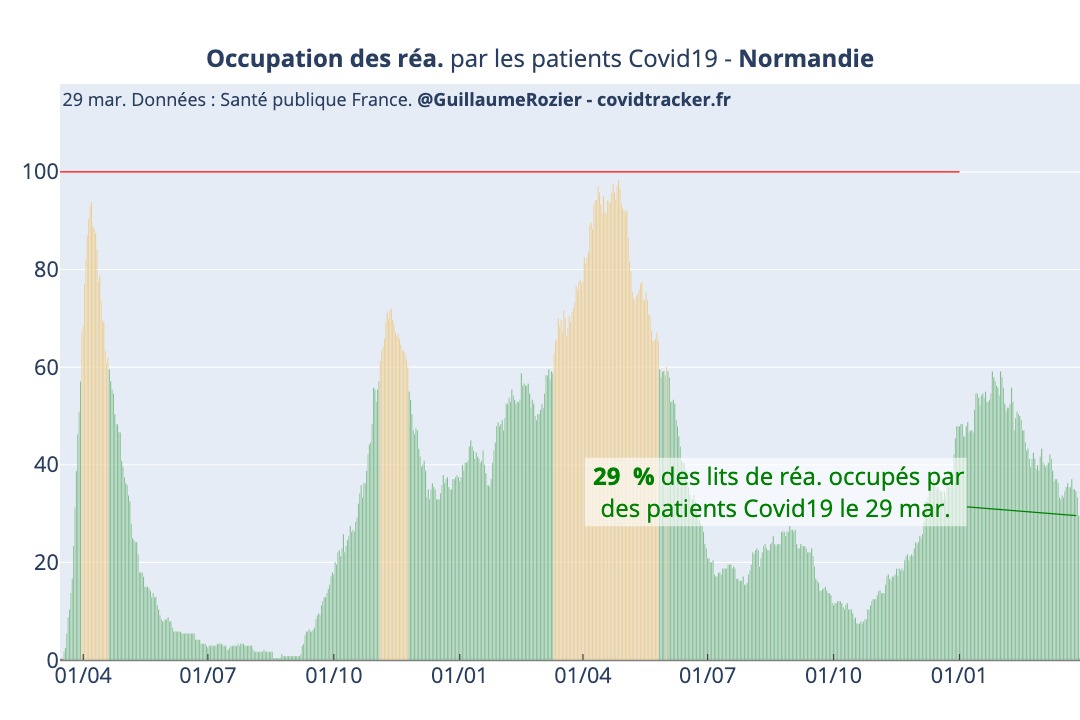 Occupation des réa. par les patients Covid19 - Normandie
29 mar. Données : Santé publique France. @GuillaumeRozier - covidtracker.fr
100
80
60
40
29 % des lits de réa. occupés par
des patients Covid19 le 29 mar.
20
0
01/04 01/07 01/10 01/01 01/04 01/07 01/10 01/01